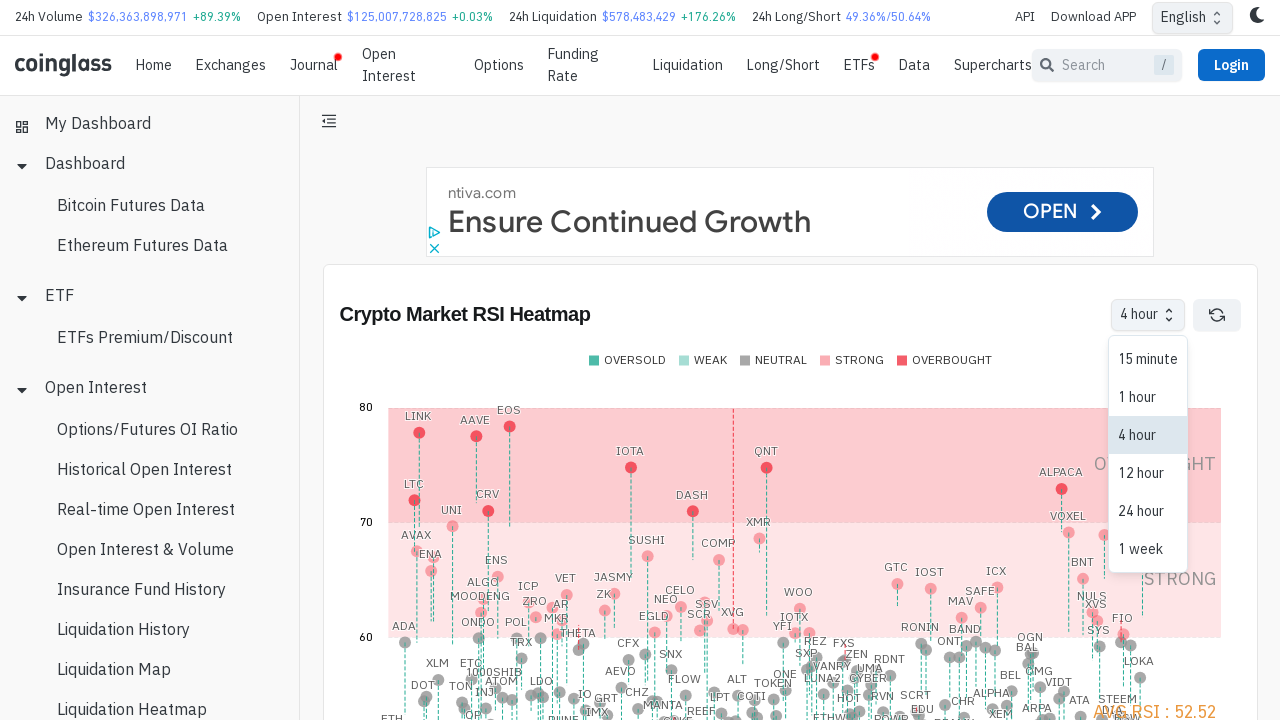 24h Volume $326,363,898,971 +89.39% Open Interest $125,007,728,825 +0.03% 24h Liquidation $578,483,429 +176.26% 24h Long/Short 49.36%/50.64% API Download APP English
coinglass Home Exchanges Journal Open Interest Options Funding Rate Liquidation Long/Short ETFs Data Supercharts Search / Login
My Dashboard
Dashboard
Bitcoin Futures Data
Ethereum Futures Data
ETF
ETFs Premium/Discount
Open Interest
Options/Futures OI Ratio
Historical Open Interest
Real-time Open Interest
Open Interest & Volume
Insurance Fund History
Liquidation History
Liquidation Map
Liquidation Heatmap
ntiva.com
Ensure Continued Growth
OPEN
Crypto Market RSI Heatmap
4 hour
15 minute
1 hour
4 hour
12 hour
24 hour
1 week
OVERSOLD WEAK NEUTRAL STRONG OVERBOUGHT
80
LINK AAVE EOS
IOTA QNT
ALPACA
LTC CRV DASH
UNI XMR VOXEL
70
AVAX ENA SUSHI COMP
ENS GTC IOST ICX BNT
STRONG
ALGO ICP VET JASMY CELO
MOODENG ZRO AR ZK NEO SSV WOO MAV SAFE NULS XVS
60
ADA ONDO POL MKR THETA EGLD SCR XVG YFI IOTX RONIN BAND SYS FIO
TRX CFX REZ FXS ONT OGN BAL
XLM ETC 1000SHIB AEVO SNX SXP VANRY ZEN RDNT OMG LOKA
DOT TON INJ ATOM LDO FLOW ALT TOKEN ONE LUNA2 UMA CYBER BEL VIDT
IO GRT CHZ MANTA LPT COTI HOT RVN SCRT CHR ALPHA ARPA ATA STEEM
ETH OP IMX REEF XEM
AVG RSI : 52.52